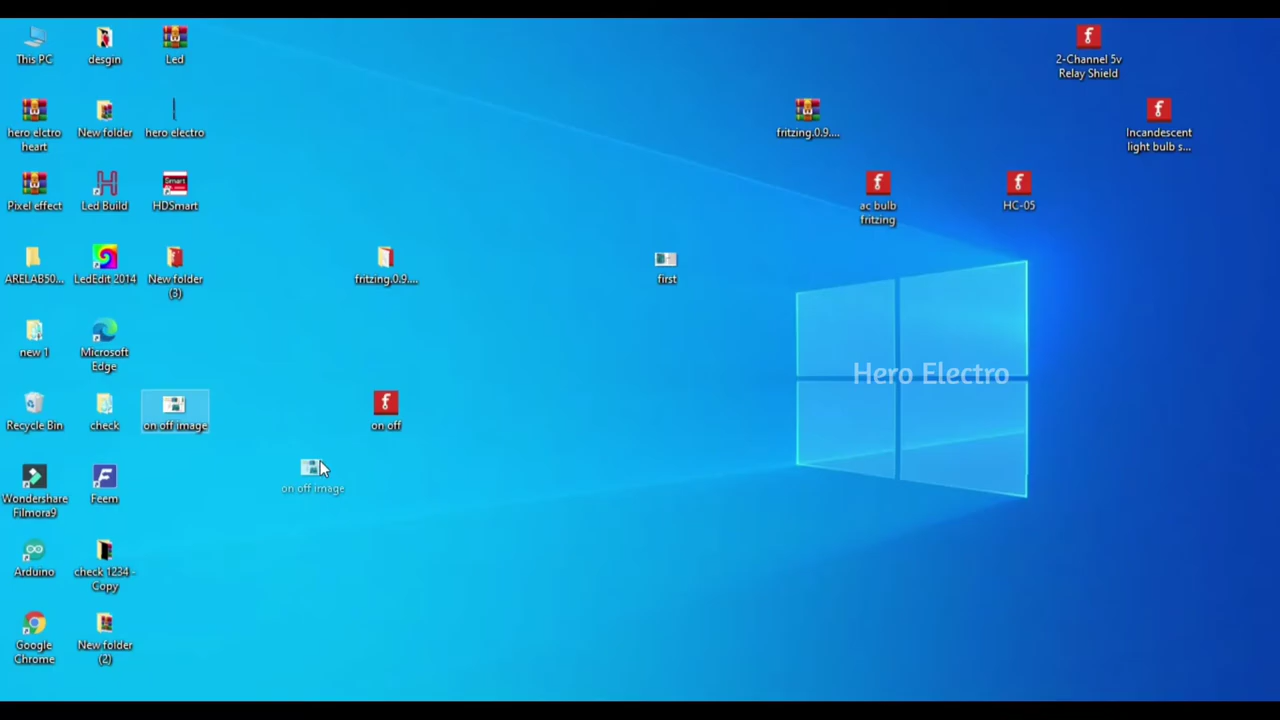 This PC
desgin
Led
2-Channel 5v
Relay Shield
hero elctro
heart
New folder
hero electro
fritzing.0.9....
Incandescent
light bulb s...
Pixel effect
Led Build
Smart
HDSmart
ac bulb
fritzing
HC-05
ARELAB50...
LedEdit 2014
New folder
(3)
fritzing.0.9....
first
new 1
Microsoft
Edge
Hero Electro
Recycle Bin
check
on off image
on off
Wondershare
Filmora9
Feem
on off image
Arduino
check 1234 -
Copy
Google
Chrome
New folder
(2)